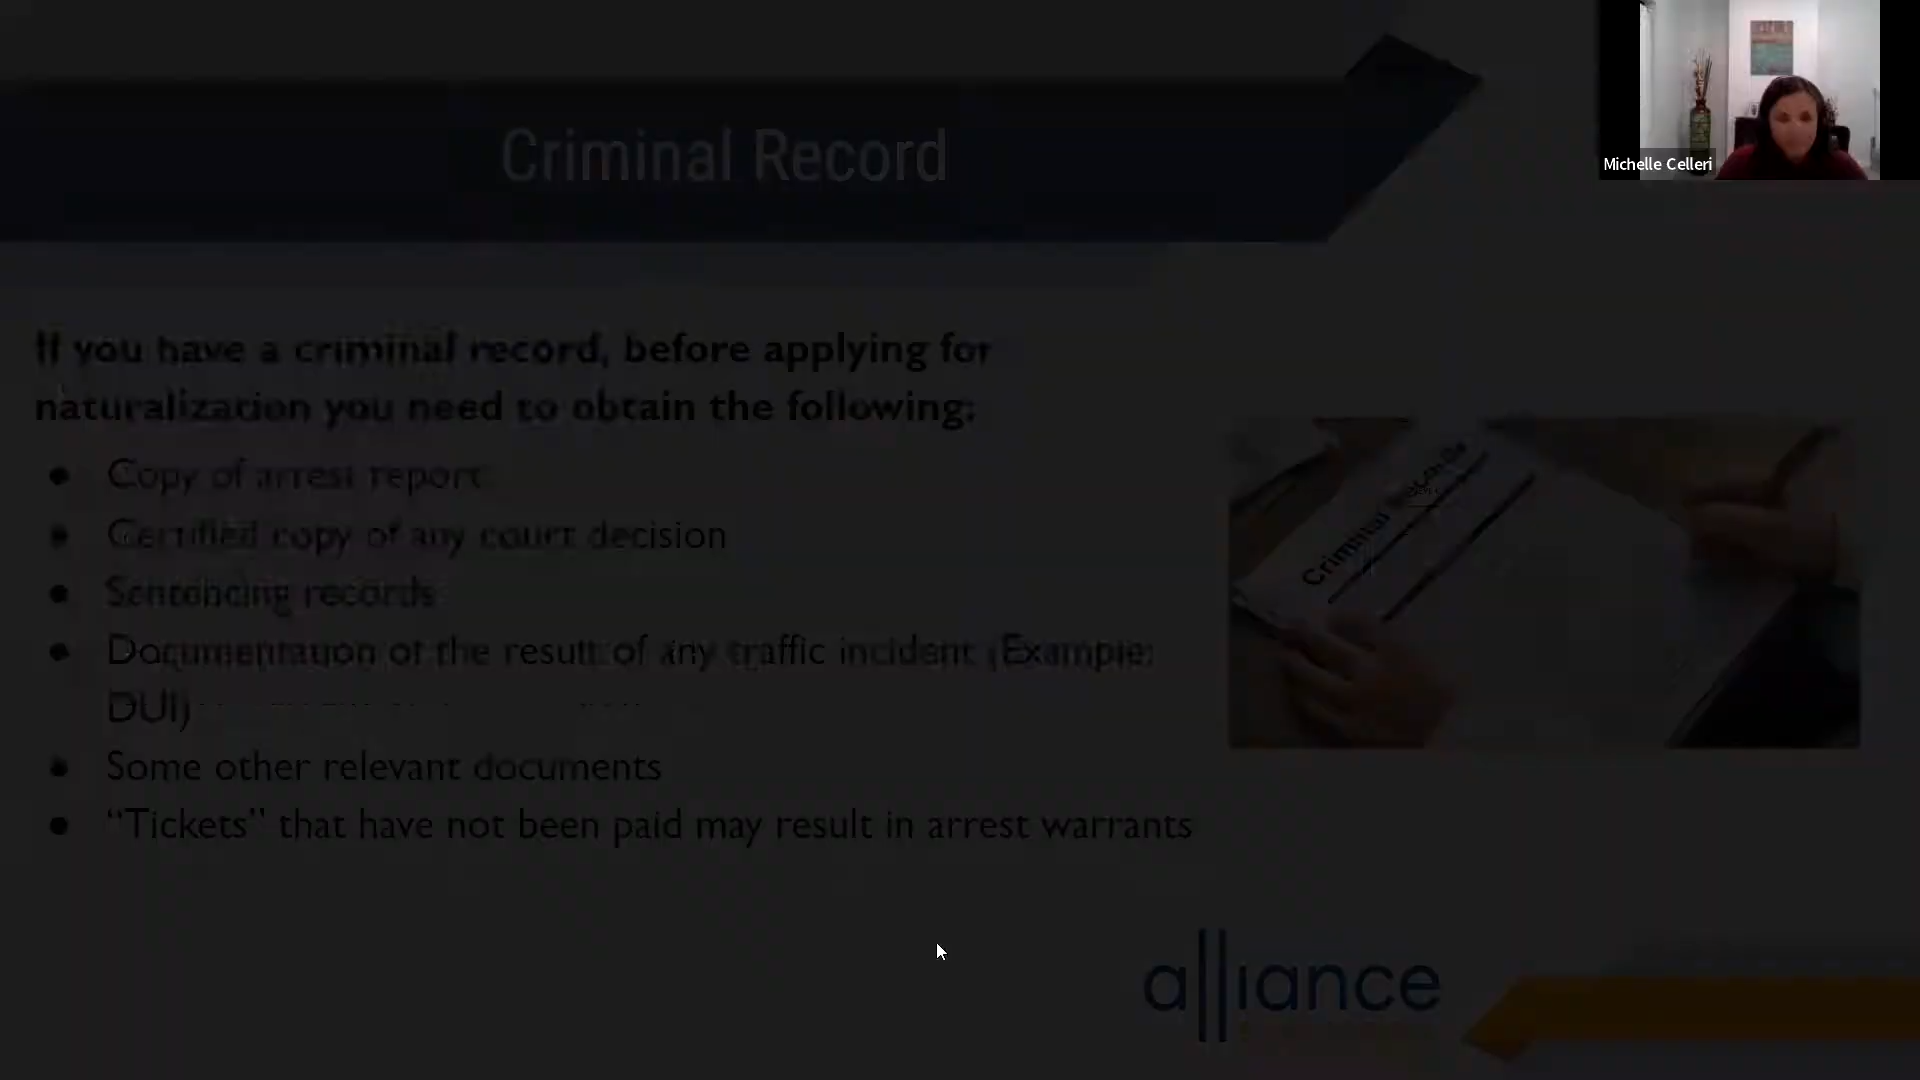 Michelle Celleri
Criminal Record
If you have a criminal record, before applying for
naturalization you need to obtain the following:
● Copy of arrest report
● Certified copy of any court decision
● Sentencing records
● Documentation of the result of any traffic incident (Example:
DUI)
● Some other relevant documents
● “Tickets” that have not been paid may result in arrest warrants
Criminal
alliance